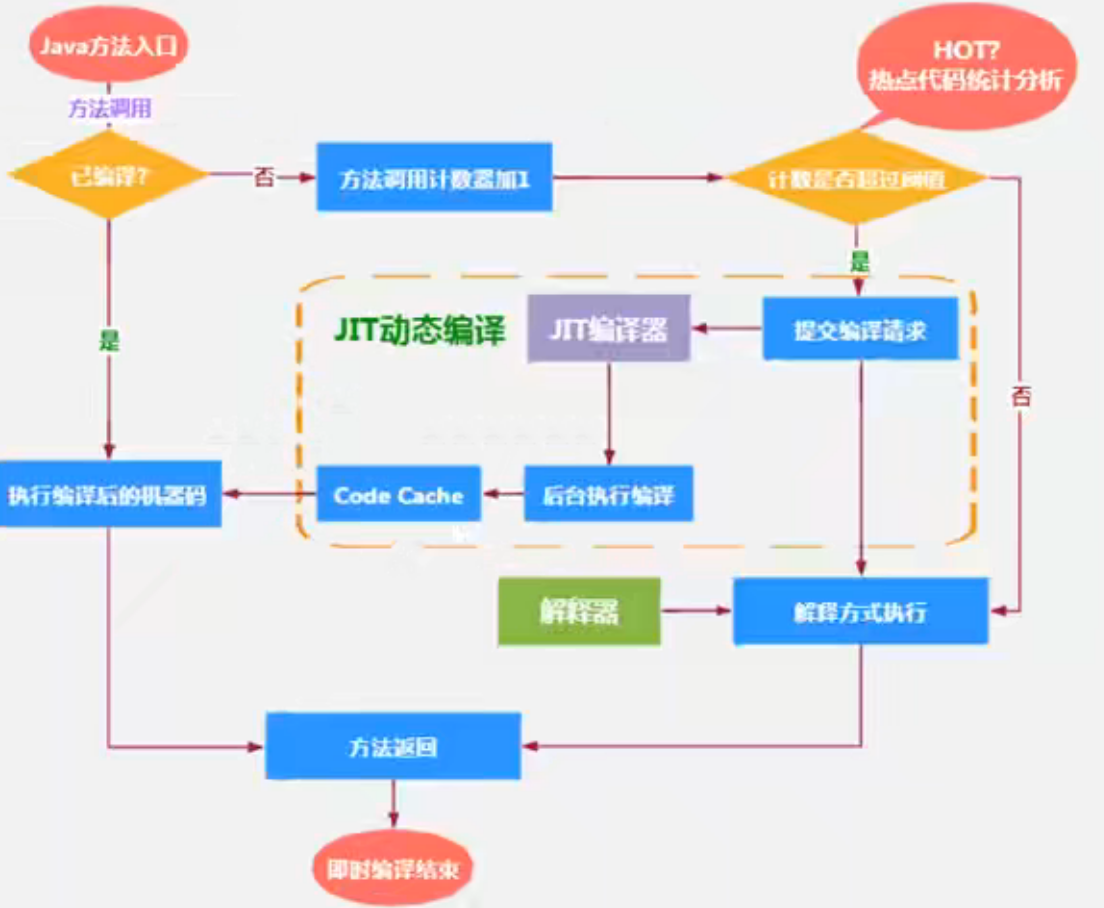 Java方法入口
HOT?
热点代码统计分析
方法调用
已编译?
否
方法调用计数器加1
计数是否超过阈值
是
JIT动态编译
JIT编译器
提交编译请求
是
否
执行编译后的机器码
Code Cache
后台执行编译
解释器
解释方式执行
方法返回
即时编译结束